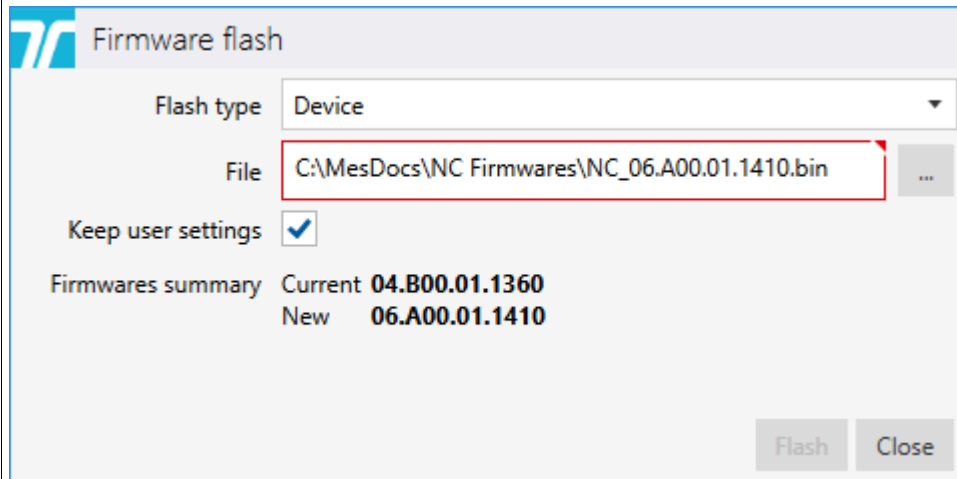 Firmware flash
Flash type Device
File C:\MesDocs\NC Firmwares\NC_06.A00.01.1410.bin ...
Keep user settings
Firmwares summary Current 04.B00.01.1360
New 06.A00.01.1410
Flash Close